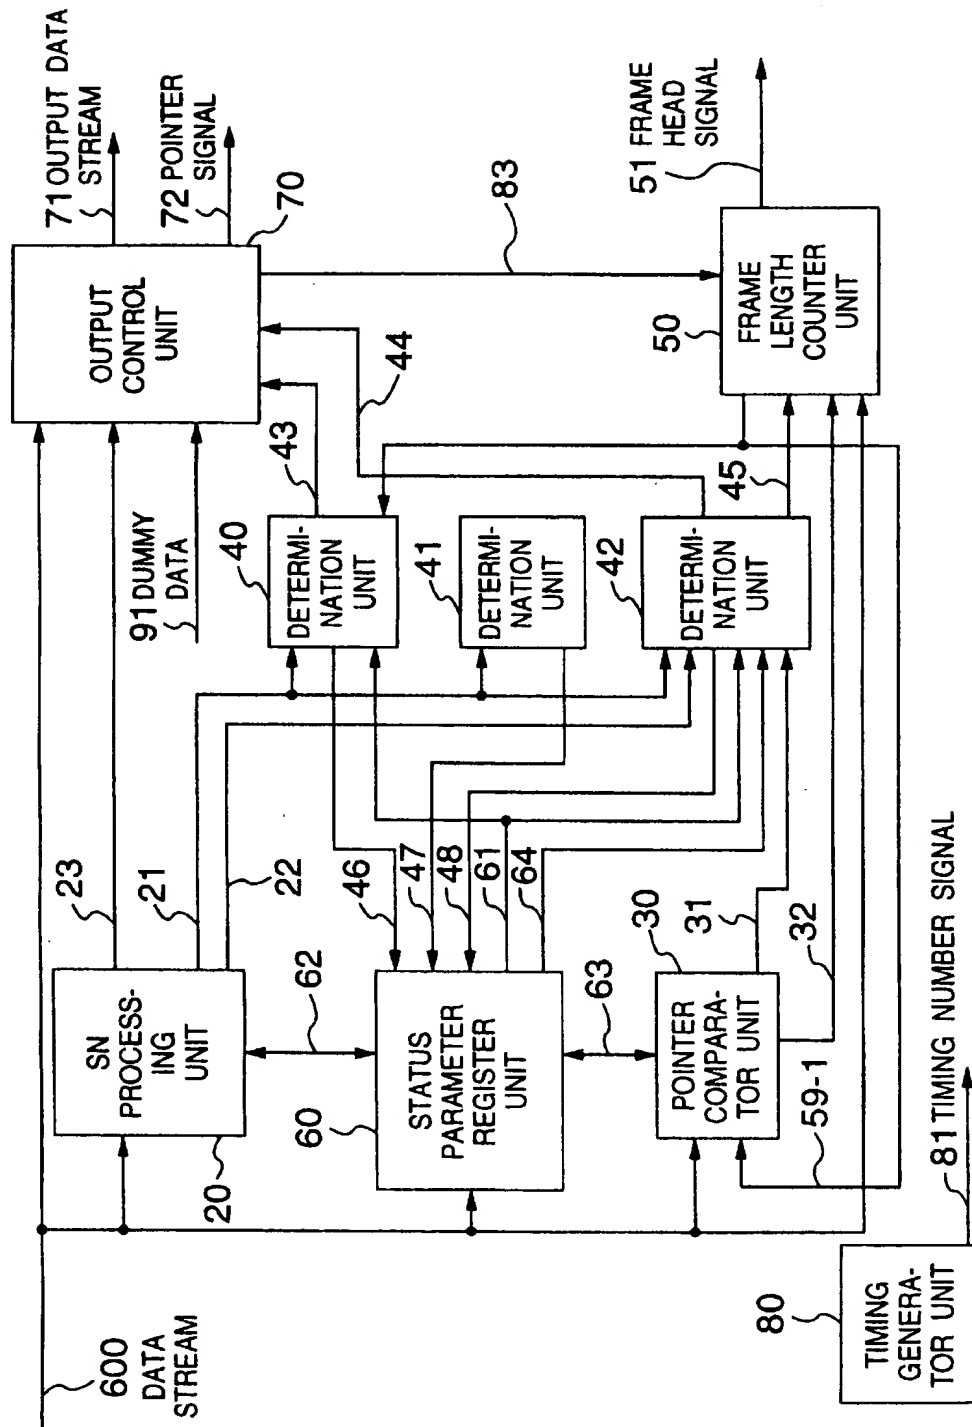 600
DATA
STREAM
20
SN
PROCESS-
ING
UNIT
23
21
22
62
60
STATUS
PARAMETER
REGISTER
UNIT
46
47
48
61
64
63
30
POINTER
COMPARA-
TOR UNIT
31
32
59-1
80
TIMING
GENERA-
TOR UNIT
81 TIMING NUMBER SIGNAL
91 DUMMY
DATA
40
DETERMI-
NATION
UNIT
43
41
DETERMI-
NATION
UNIT
42
DETERMI-
NATION
UNIT
44
45
OUTPUT
CONTROL
UNIT
70
71 OUTPUT DATA
STREAM
72 POINTER
SIGNAL
83
50
FRAME
LENGTH
COUNTER
UNIT
51 FRAME
HEAD
SIGNAL